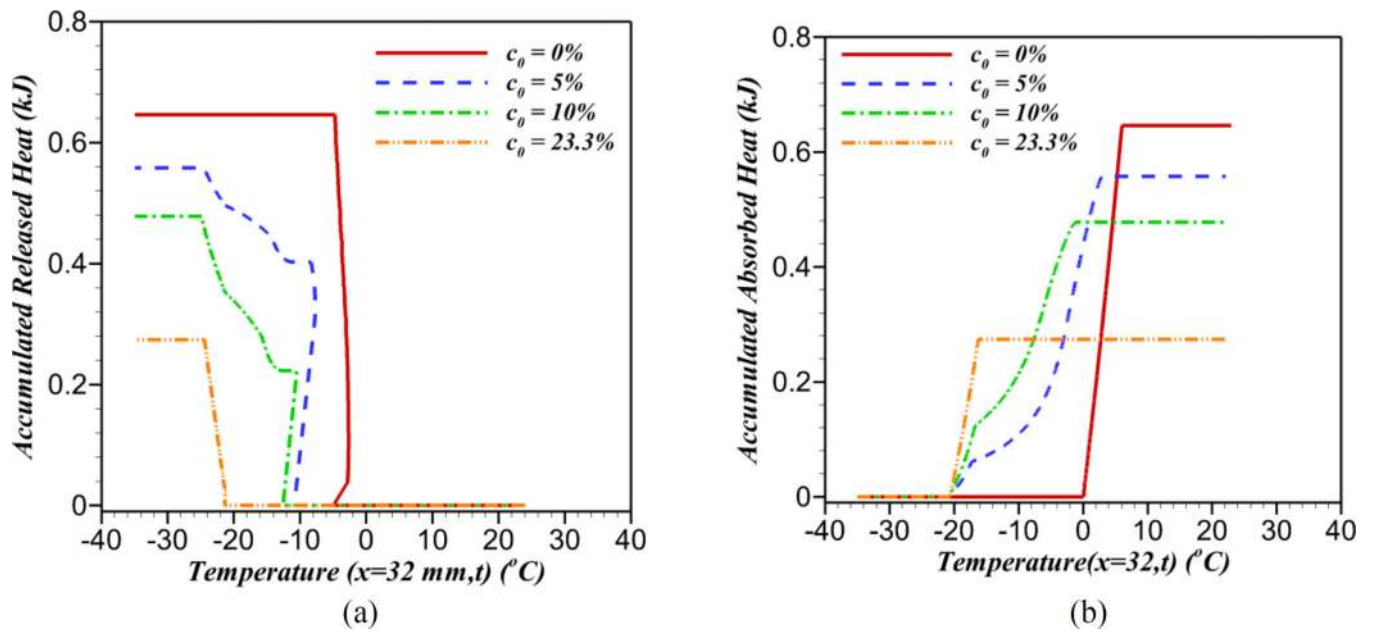 0.8
0.6
0.4
0.2
0
Accumulated Released Heat (kJ)
c₀ = 0%
c₀ = 5%
c₀ = 10%
c₀ = 23.3%
-40 -30 -20 -10 0 10 20 30 40
Temperature (x=32 mm,t) (°C)
(a)
0.8
0.6
0.4
0.2
0
Accumulated Absorbed Heat (kJ)
c₀ = 0%
c₀ = 5%
c₀ = 10%
c₀ = 23.3%
-40 -30 -20 -10 0 10 20 30 40
Temperature(x=32,t) (°C)
(b)